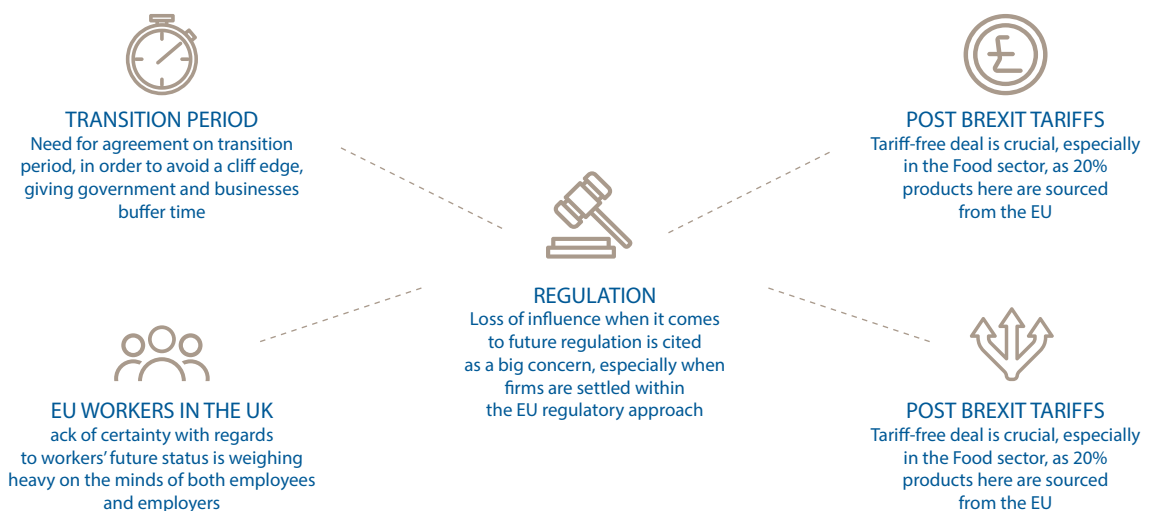 TRANSITION PERIOD
Need for agreement on transition
period, in order to avoid a cliff edge,
giving government and businesses
buffer time
POST BREXIT TARIFFS
Tariff-free deal is crucial, especially
in the Food sector, as 20%
products here are sourced
from the EU
REGULATION
Loss of influence when it comes
to future regulation is cited
as a big concern, especially when
firms are settled within
the EU regulatory approach
EU WORKERS IN THE UK
ack of certainty with regards
to workers' future status is weighing
heavy on the minds of both employees
and employers
POST BREXIT TARIFFS
Tariff-free deal is crucial, especially
in the Food sector, as 20%
products here are sourced
from the EU